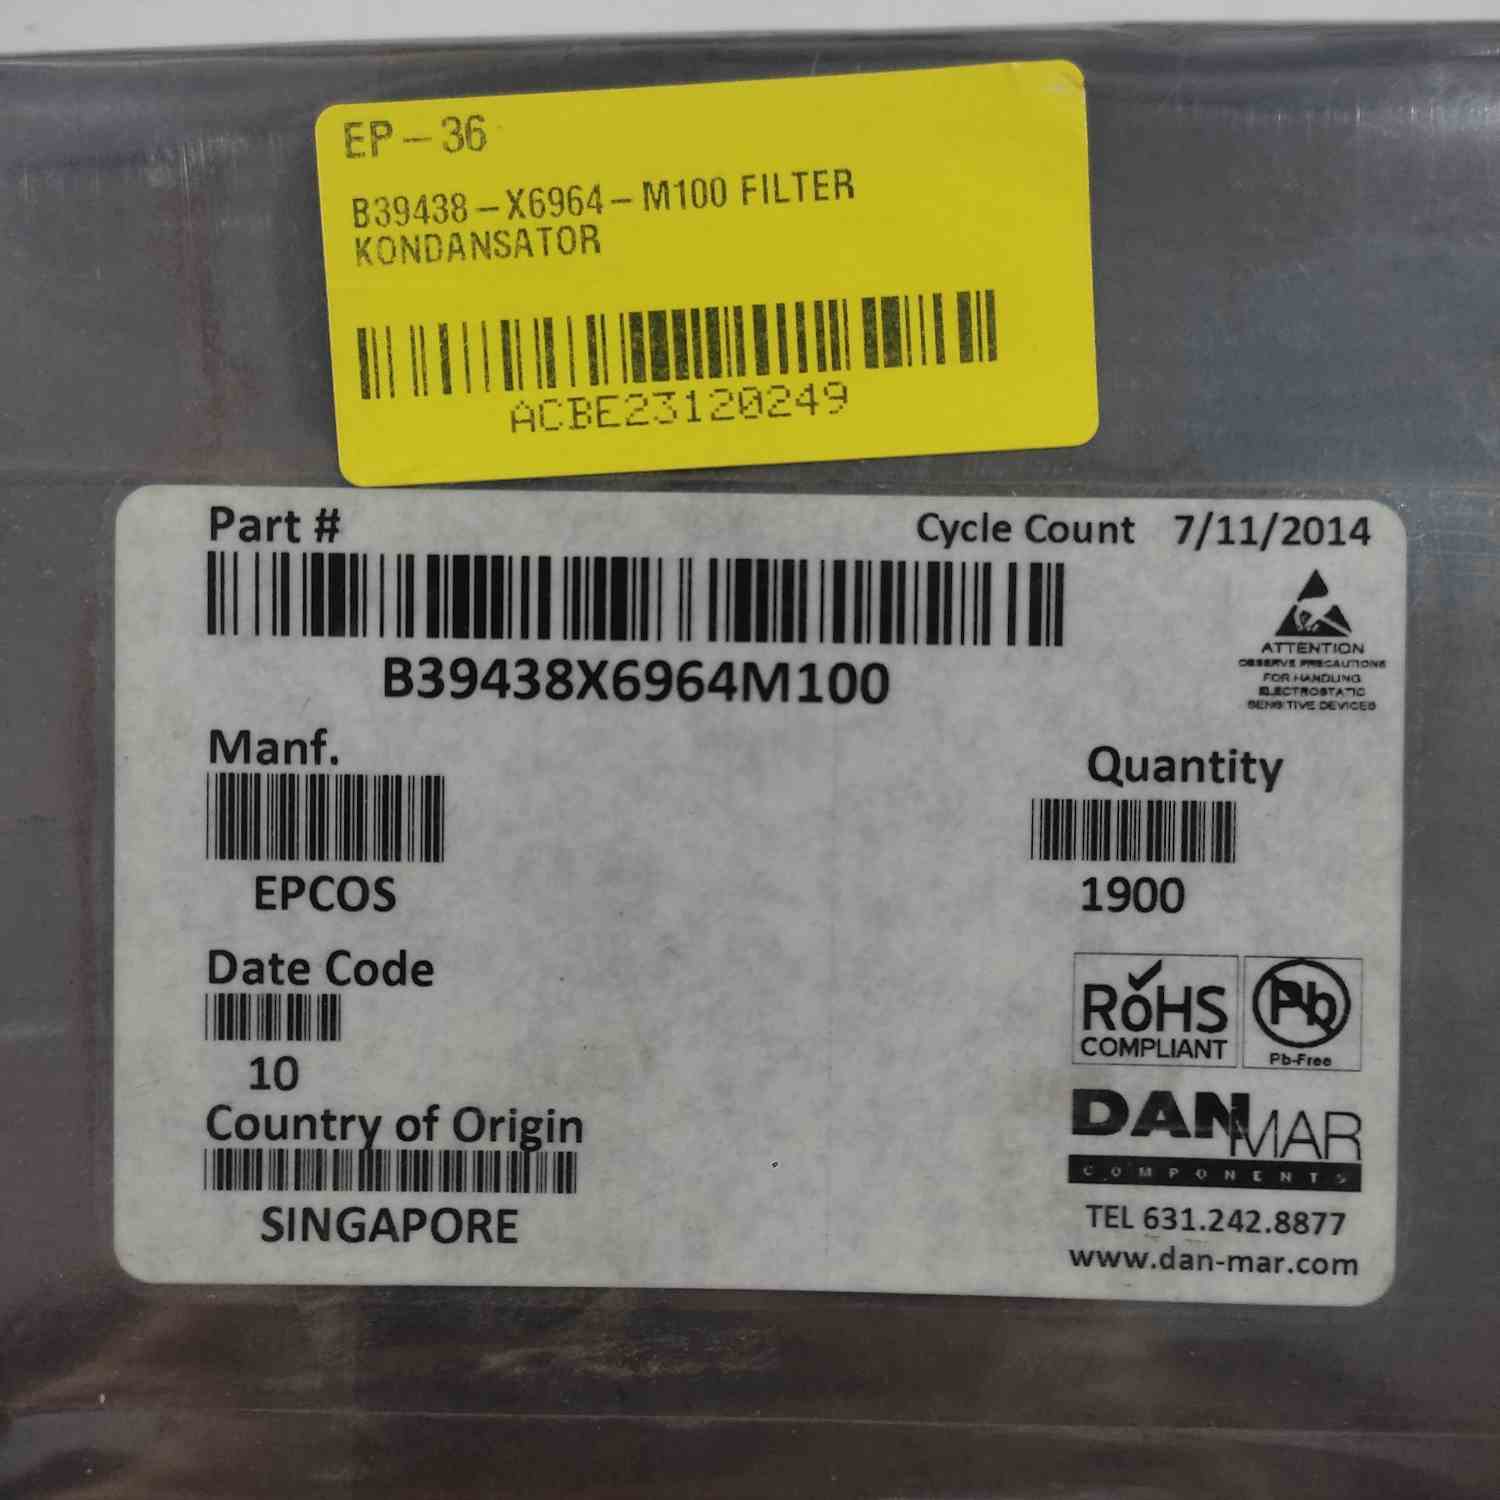 EP-36
B39438-X6964-M100 FILTER
KONDANSATOR
ACBE23120249
Part #
Cycle Count 7/11/2014
B39438X6964M100
ATTENTION
OBSERVE PRECAUTIONS
FOR HANDLING
ELECTROSTATIC
SENSITIVE DEVICES
Manf.
EPCOS
Quantity
1900
Date Code
10
RoHS
COMPLIANT
Pb
Pb-Free
Country of Origin
SINGAPORE
DANMAR
COMPONENTS
TEL 631.242.8877
www.dan-mar.com